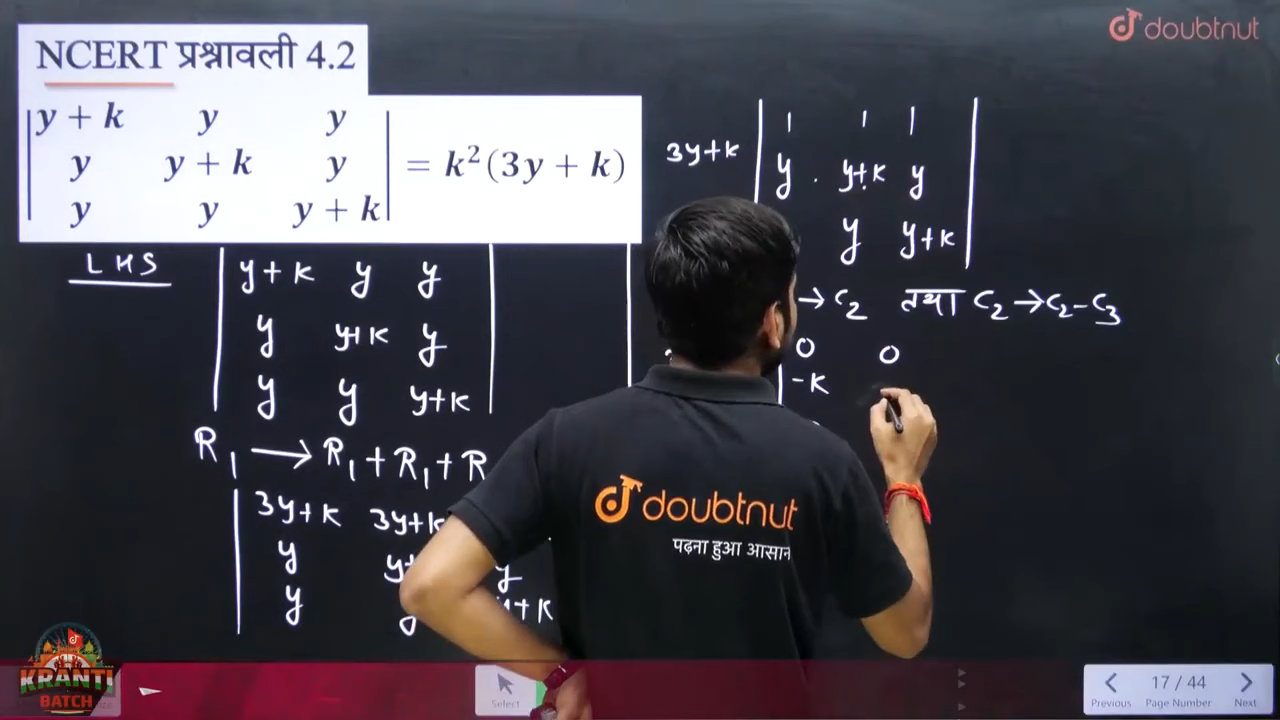 doubtnut
NCERT प्रश्नावली 4.2
y + k y y
y y + k y
y y y + k
= k²(3y + k)
LHS
y+k y y
y y+k y
y y y+k
R₁ → R₁+R₁+R
3y+k 3y+k
y y+ y
y y y+k
3y+k
1 1 1
y y+k y
y y+k
→ C₂ तथा C₂ → C₂-C₃
0 0
-k
doubtnut
पढ़ना हुआ आसान
KRANTI
BATCH
Select
17 / 44
Previous Page Number Next